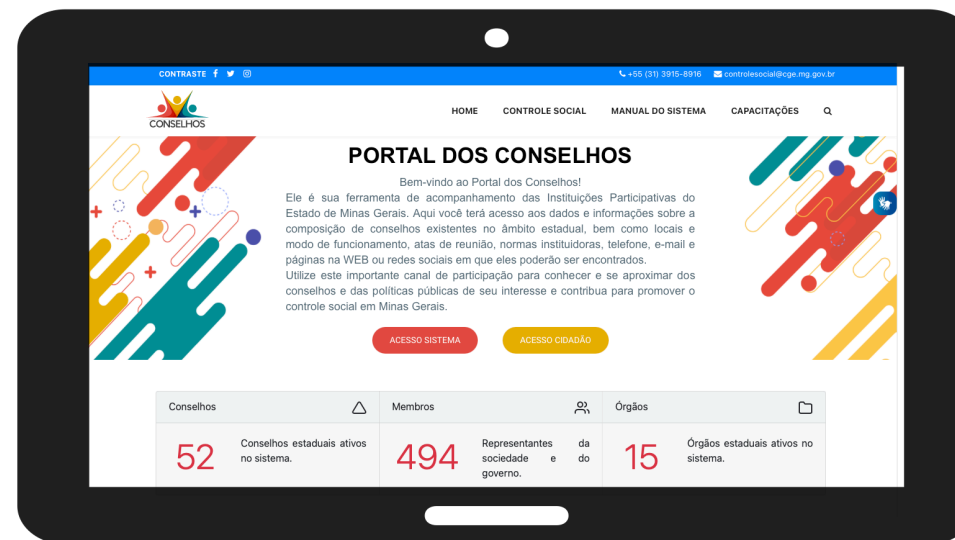 CONTRASTE
+55 (31) 3915-8916 controlesocial@cge.mg.gov.br
CONSELHOS
HOME CONTROLE SOCIAL MANUAL DO SISTEMA CAPACITAÇÕES
PORTAL DOS CONSELHOS
Bem-vindo ao Portal dos Conselhos!
Ele é sua ferramenta de acompanhamento das Instituições Participativas do
Estado de Minas Gerais. Aqui você terá acesso aos dados e informações sobre a
composição de conselhos existentes no âmbito estadual, bem como locais e
modo de funcionamento, atas de reunião, normas instituidoras, telefone, e-mail e
páginas na WEB ou redes sociais em que eles poderão ser encontrados.
Utilize este importante canal de participação para conhecer e se aproximar dos
conselhos e das políticas públicas de seu interesse e contribua para promover o
controle social em Minas Gerais.
ACESSO SISTEMA
ACESSO CIDADÃO
Conselhos
52
Conselhos estaduais ativos
no sistema.
Membros
494
Representantes da
sociedade e do
governo.
Órgãos
15
Órgãos estaduais ativos no
sistema.